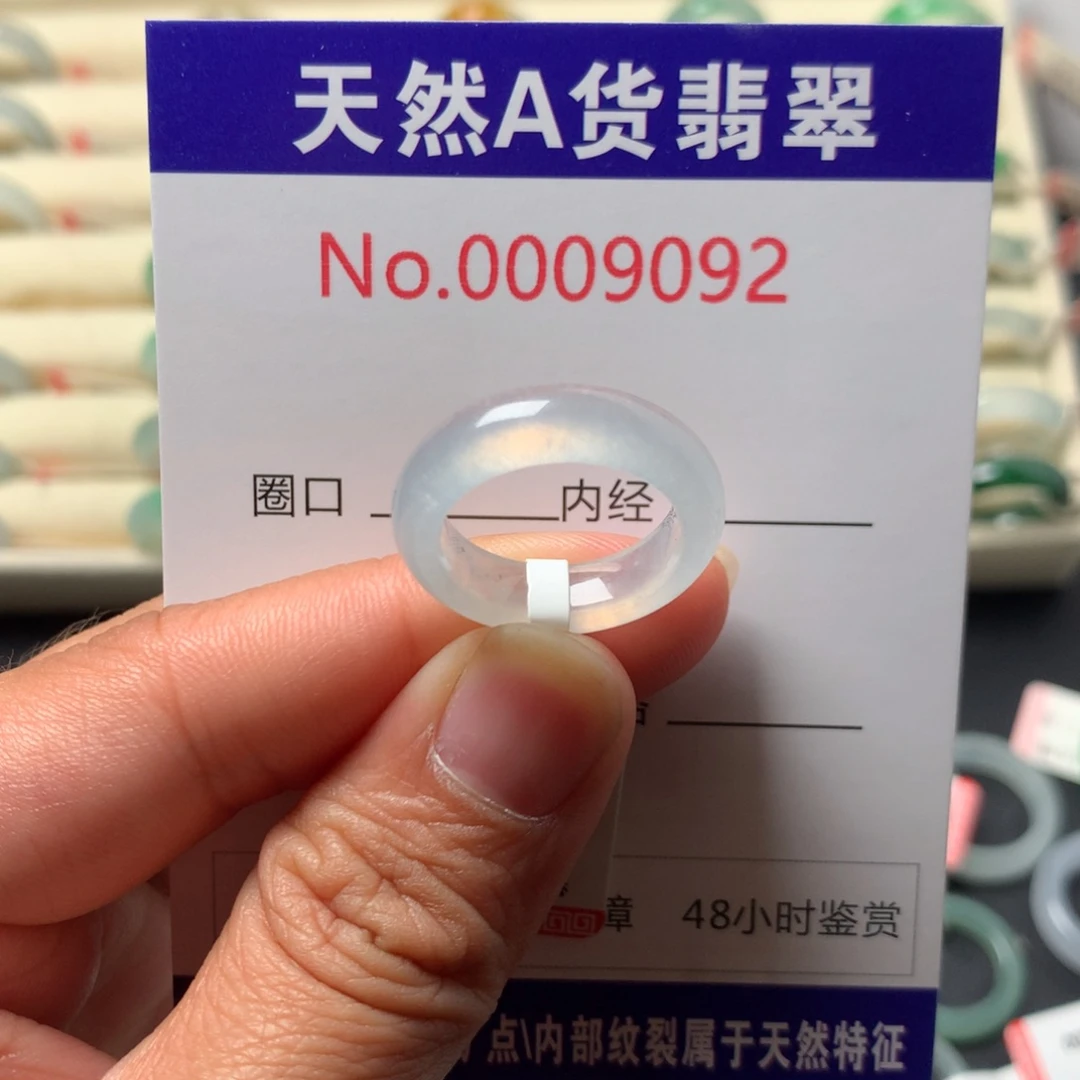 天然A货翡翠
No.0009092
圈口 内经
章 48小时鉴赏
点\内部纹裂属于天然特征